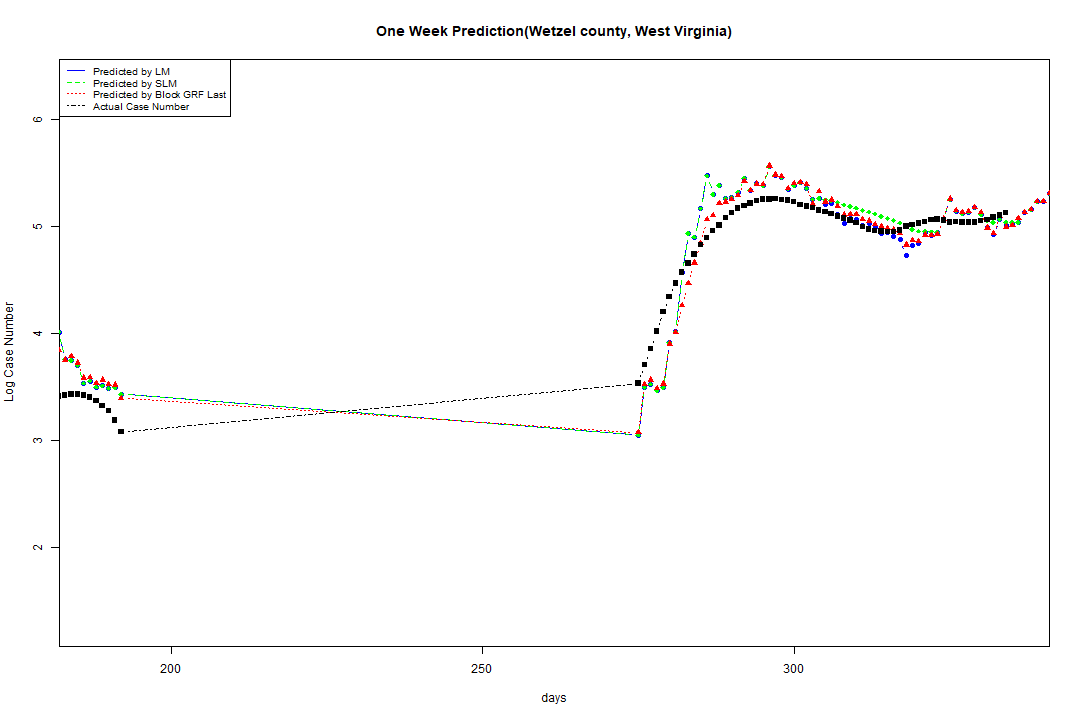 One Week Prediction(Wetzel county, West Virginia)
Predicted by LM
Predicted by SLM
Predicted by Block GRF Last
Actual Case Number
6
5
4
3
2
Log Case Number
200 250 300
days